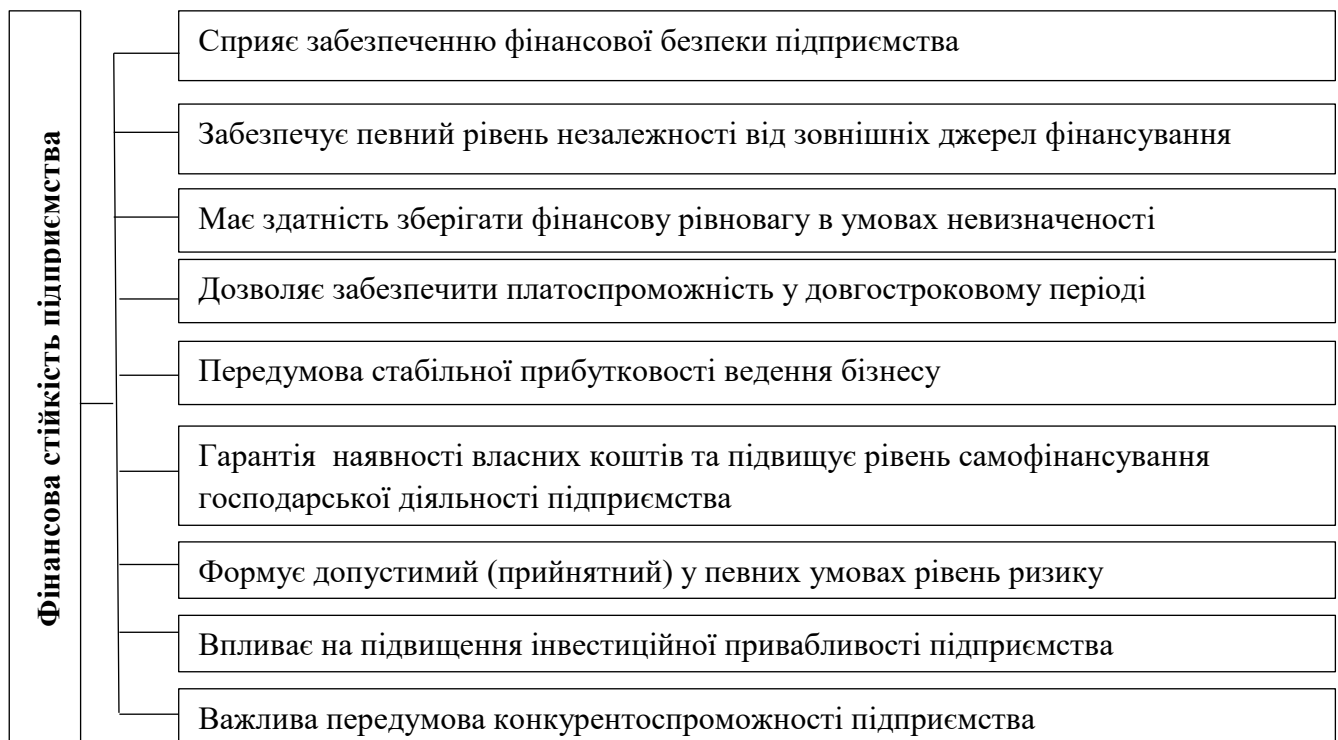 Фінансова стійкість підприємства
Сприяє забезпеченню фінансової безпеки підприємства
Забезпечує певний рівень незалежності від зовнішніх джерел фінансування
Має здатність зберігати фінансову рівновагу в умовах невизначеності
Дозволяє забезпечити платоспроможність у довгостроковому періоді
Передумова стабільної прибутковості ведення бізнесу
Гарантія наявності власних коштів та підвищує рівень самофінансування
господарської діяльності підприємства
Формує допустимий (прийнятний) у певних умовах рівень ризику
Впливає на підвищення інвестиційної привабливості підприємства
Важлива передумова конкурентоспроможності підприємства